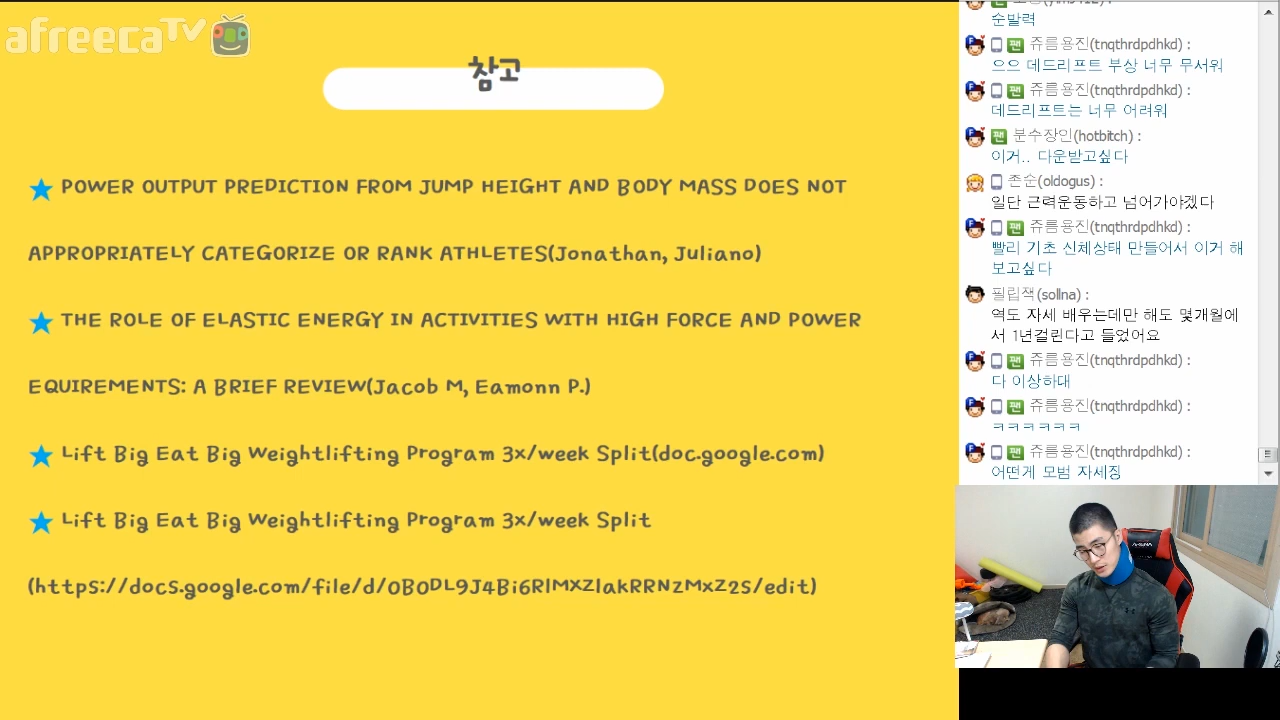 afreecaTV
참고
★ POWER OUTPUT PREDICTION FROM JUMP HEIGHT AND BODY MASS DOES NOT
APPROPRIATELY CATEGORIZE OR RANK ATHLETES(Jonathan, Juliano)
★ THE ROLE OF ELASTIC ENERGY IN ACTIVITIES WITH HIGH FORCE AND POWER
EQUIREMENTS: A BRIEF REVIEW(Jacob M, Eamonn P.)
★ Lift Big Eat Big Weightlifting Program 3x/week Split(doc.google.com)
★ Lift Big Eat Big Weightlifting Program 3x/week Split
(https://docs.google.com/file/d/0B0DL9J4Bi6RlMXZlakRRNzMxZ2s/edit)
순발력
팬 쥬름용진(tnqthrdpdhkd) :
으으 데드리프트 부상 너무 무서워
팬 쥬름용진(tnqthrdpdhkd) :
데드리프트는 너무 어려워
팬 분수장인(hotbitch) :
이거.. 다운받고싶다
존순(oldogus) :
일단 근력운동하고 넘어가야겠다
팬 쥬름용진(tnqthrdpdhkd) :
빨리 기초 신체상태 만들어서 이거 해
보고싶다
필립잭(sollna) :
역도 자세 배우는데만 해도 몇개월에
서 1년걸린다고 들었어요
팬 쥬름용진(tnqthrdpdhkd) :
다 이상하대
팬 쥬름용진(tnqthrdpdhkd) :
ㅋㅋㅋㅋㅋㅋ
팬 쥬름용진(tnqthrdpdhkd) :
어떤게 모범 자세징